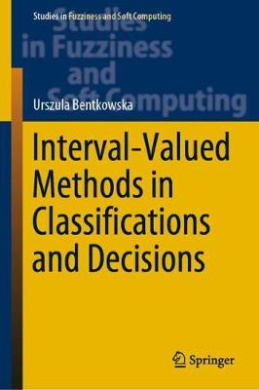 Studies in Fuzziness and Soft Computing
Studies
in Fuzziness
and
Soft Computing
Urszula Bentkowska
Interval-Valued
Methods in
Classifications
and Decisions
Springer